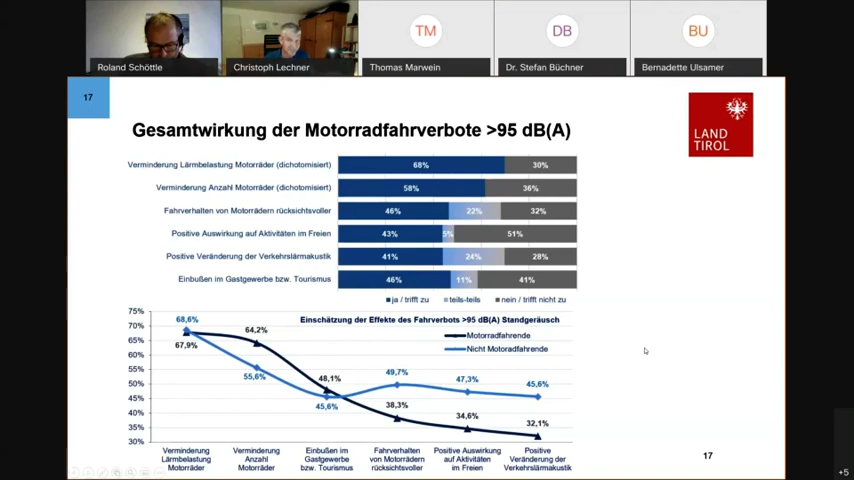 TM
DB
BU
Roland Schöttle
Christoph Lechner
Thomas Marwein
Dr. Stefan Büchner
Bernadette Ulsamer
17
Gesamtwirkung der Motorradfahrverbote >95 dB(A)
LAND
TIROL
Verminderung Lärmbelastung Motorräder (dichotomisiert)
68%
30%
Verminderung Anzahl Motorräder (dichotomisiert)
58%
36%
Fahrverhalten von Motorrädern rücksichtsvoller
46%
22%
32%
Positive Auswirkung auf Aktivitäten im Freien
43%
5%
51%
Positive Veränderung der Verkehrslärmakustik
41%
24%
28%
Einbußen im Gastgewerbe bzw. Tourismus
46%
11%
41%
ja / trifft zu
teils-teils
nein / trifft nicht zu
Einschätzung der Effekte des Fahrverbots >95 dB(A) Standgeräusch
Motorradfahrende
Nicht Motoradfahrende
75%
70%
65%
60%
55%
50%
45%
40%
35%
30%
68,6%
67,9%
64,2%
55,6%
48,1%
45,6%
49,7%
38,3%
47,3%
34,6%
45,6%
32,1%
Verminderung
Lärmbelastung
Motorräder
Verminderung
Anzahl
Motorräder
Einbußen im
Gastgewerbe
bzw. Tourismus
Fahrverhalten
von Motorrädern
rücksichtsvoller
Positive Auswirkung
auf Aktivitäten
im Freien
Positive
Veränderung der
Verkehrslärmakustik
17
+5